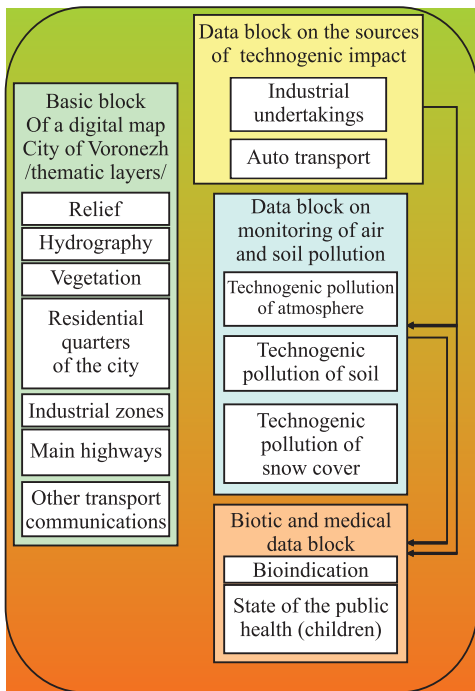 Basic block
Of a digital map
City of Voronezh
/thematic layers/
Relief
Hydrography
Vegetation
Residential
quarters
of the city
Industrial zones
Main highways
Other transport
communications
Data block on the sources
of technogenic impact
Industrial
undertakings
Auto transport
Data block on
monitoring of air
and soil pollution
Technogenic pollution
of atmosphere
Technogenic
pollution of soil
Technogenic
pollution of
snow cover
Biotic and medical
data block
Bioindication
State of the public
health (children)